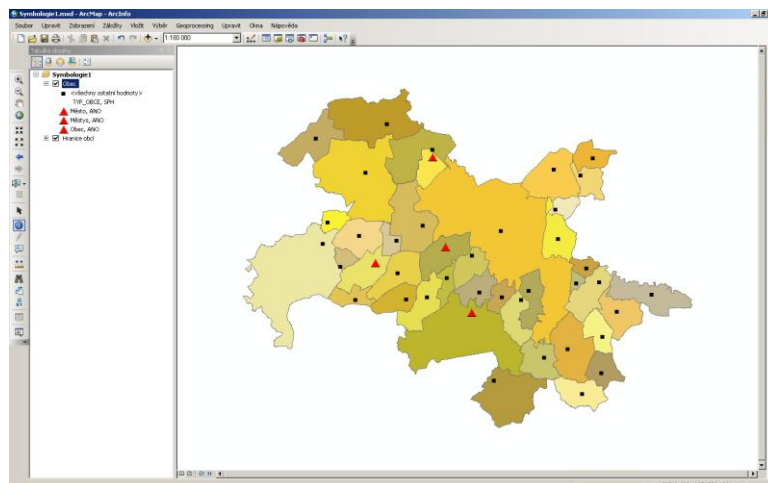 Symbologie1.mxd - ArcMap - ArcInfo
Soubor Upravit Zobrazení Záložky Vložit Výběr Geoprocessing Upravit Okna Nápověda
1:180 000
Tabulka obsahu
Symbologie1
Obec
<všechny ostatní hodnoty>
TYP_OBCE, SPH
Město, ANO
Městys, ANO
Obec, ANO
Hranice obcí